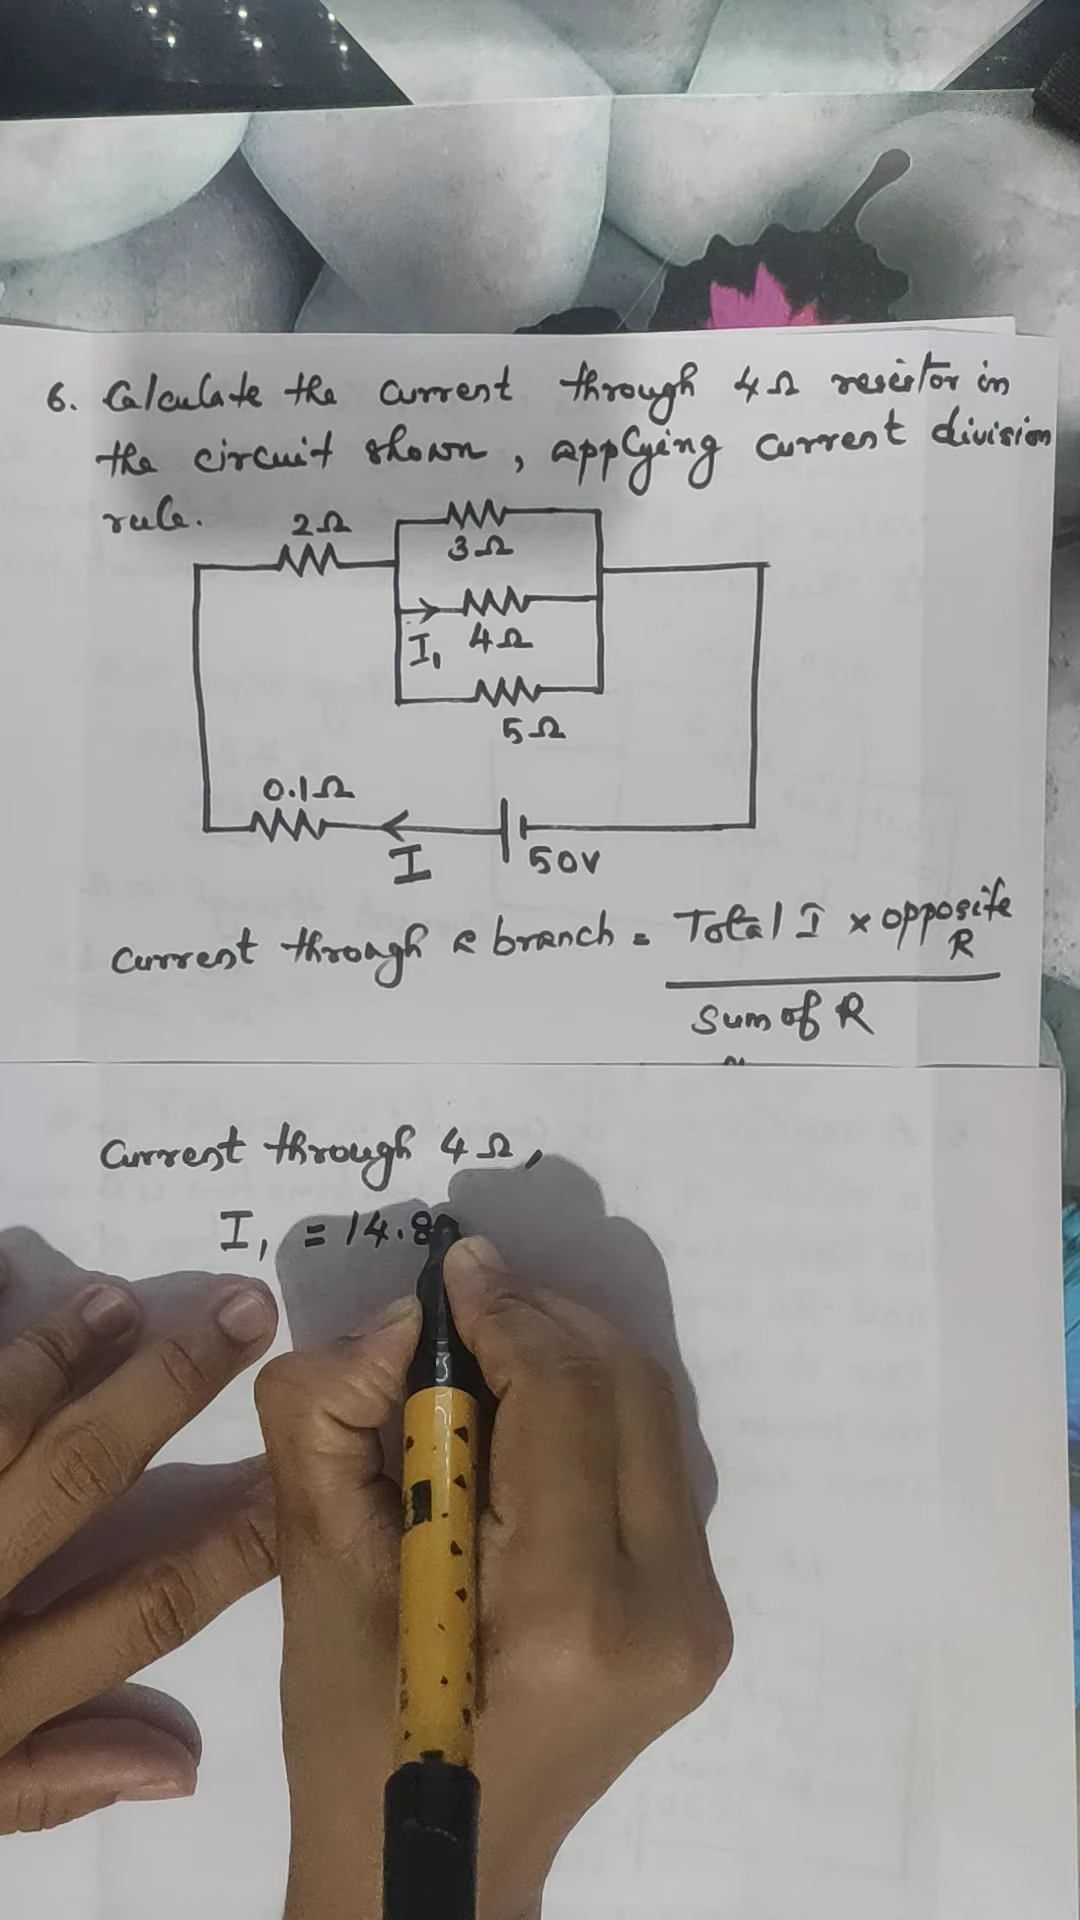 6. Calculate the current through 4Ω resistor in
the circuit shown, applying current division
rule.
2Ω
3Ω
I₁ 4Ω
5Ω
0.1Ω
I
50V
current through a branch = Total I × opposite R
Sum of R
Current through 4Ω,
I₁ = 14.8